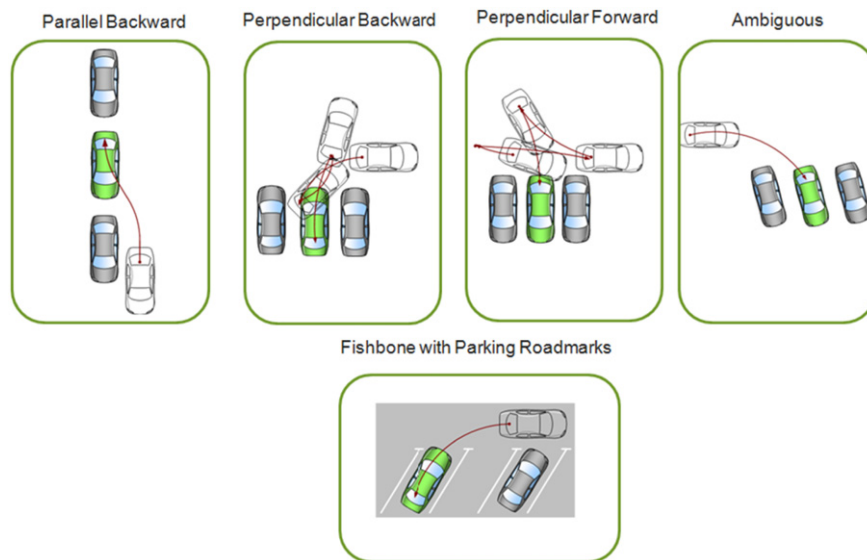 Parallel Backward
Perpendicular Backward
Perpendicular Forward
Ambiguous
Fishbone with Parking Roadmarks